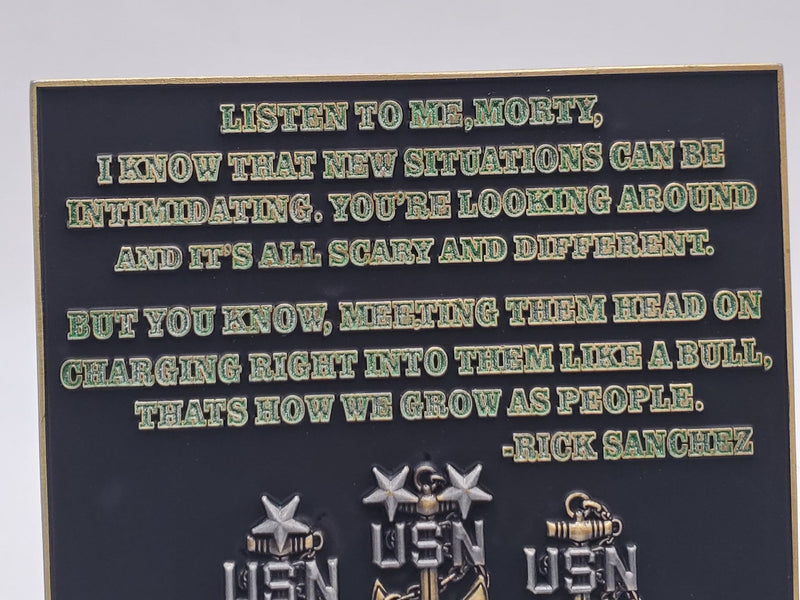 LISTEN TO ME, MORTY,
I KNOW THAT NEW SITUATIONS CAN BE
INTIMIDATING. YOU'RE LOOKING AROUND
AND IT'S ALL SCARY AND DIFFERENT.
BUT YOU KNOW, MEETING THEM HEAD ON
CHARGING RIGHT INTO THEM LIKE A BULL,
THATS HOW WE GROW AS PEOPLE.
-RICK SANCHEZ
USN USN USN